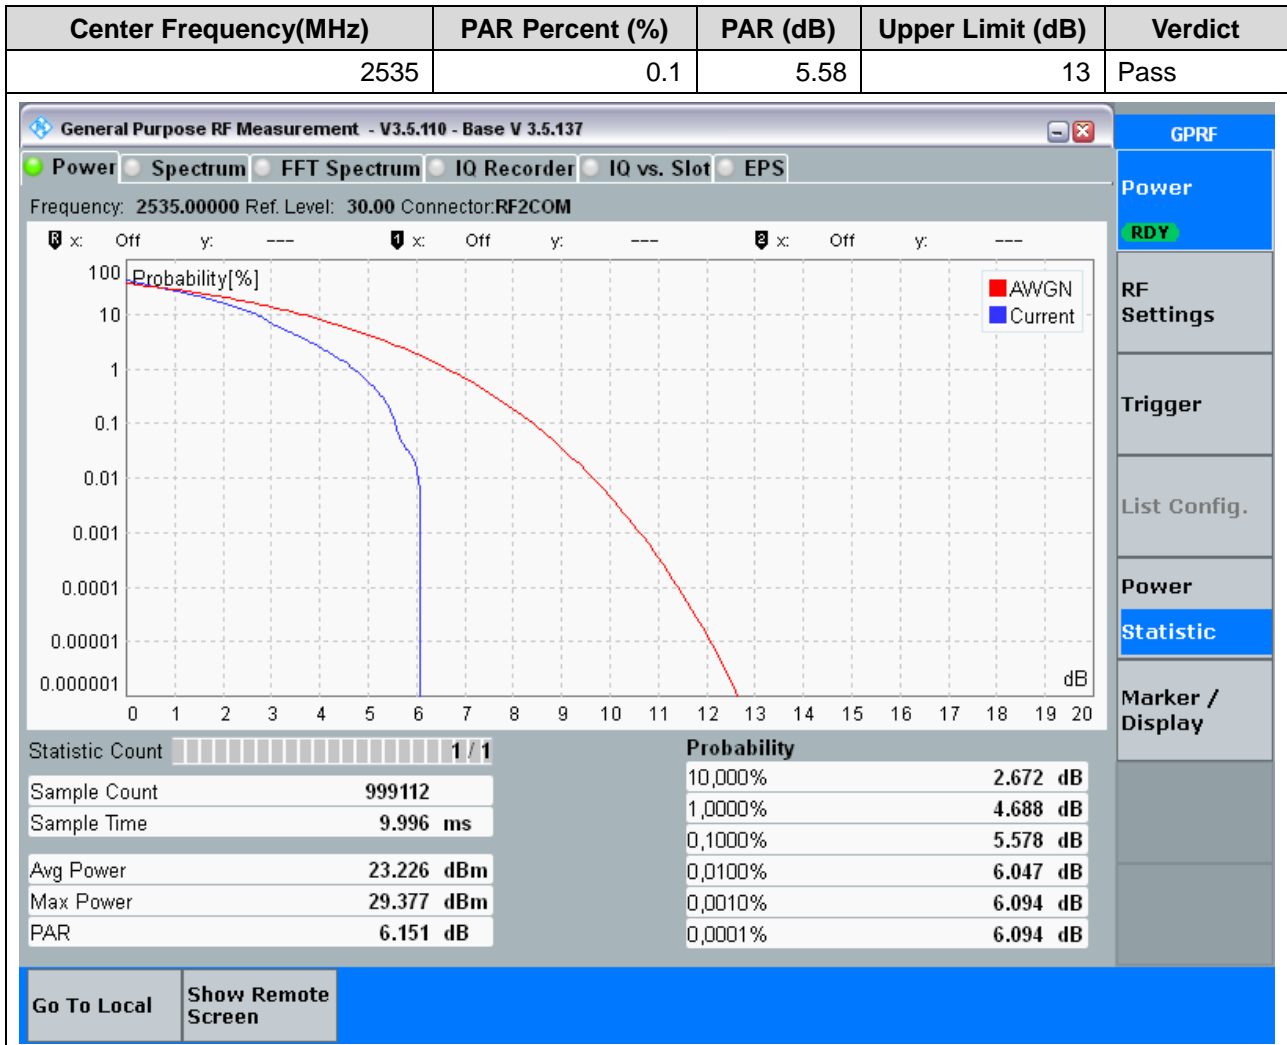 Center Frequency(MHz) PAR Percent (%) PAR (dB) Upper Limit (dB) Verdict
2535 0.1 5.58 13 Pass
General Purpose RF Measurement - V3.5.110 - Base V 3.5.137
GPRF
Power Spectrum FFT Spectrum IQ Recorder IQ vs. Slot EPS
Power
RDY
Frequency: 2535.00000 Ref. Level: 30.00 Connector:RF2COM
R x: Off y: --- 1 x: Off y: --- 2 x: Off y: ---
Probability[%]
AWGN
Current
100
10
1
0.1
0.01
0.001
0.0001
0.00001
0.000001
dB
0 1 2 3 4 5 6 7 8 9 10 11 12 13 14 15 16 17 18 19 20
RF
Settings
Trigger
List Config.
Power
Statistic
Marker /
Display
Statistic Count 1 / 1
Sample Count 999112
Sample Time 9.996 ms
Avg Power 23.226 dBm
Max Power 29.377 dBm
PAR 6.151 dB
Probability
10,000% 2.672 dB
1,0000% 4.688 dB
0,1000% 5.578 dB
0,0100% 6.047 dB
0,0010% 6.094 dB
0,0001% 6.094 dB
Go To Local
Show Remote
Screen